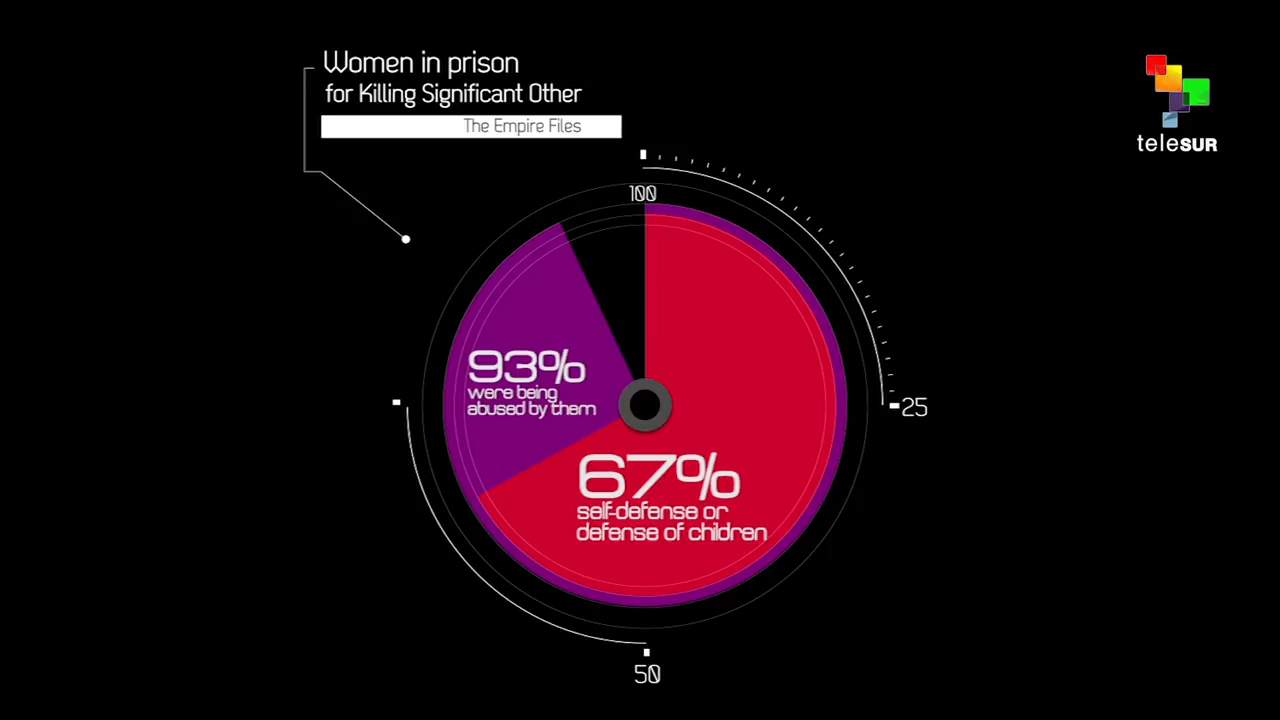 Women in prison
for Killing Significant Other
The Empire Files
teleSUR
100
93%
were being
abused by them
25
67%
self-defense or
defense of children
50